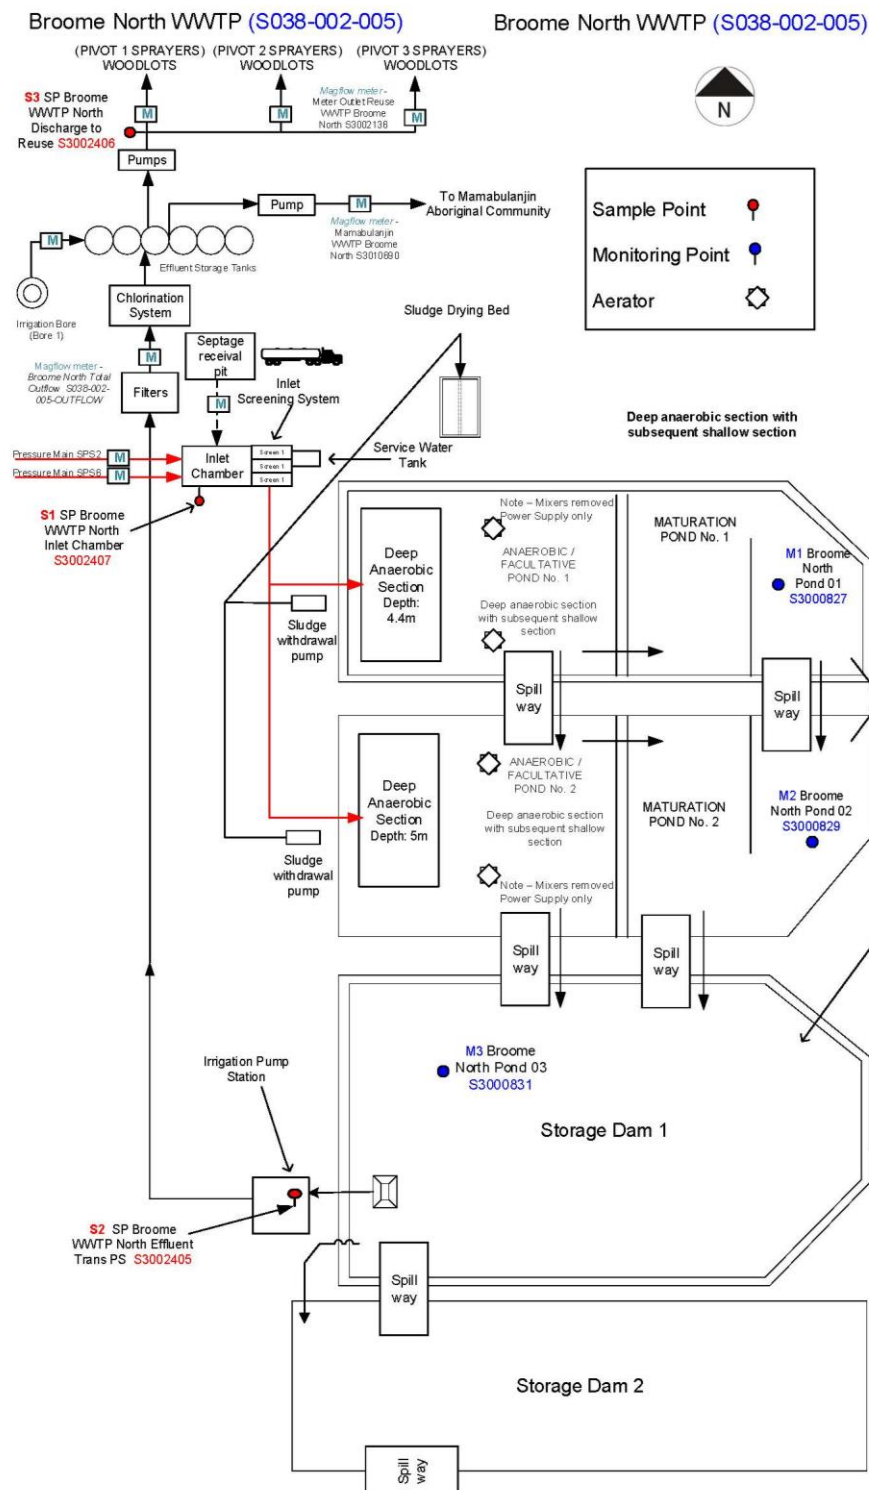 Broome North WWTP (S038-002-005)
Broome North WWTP (S038-002-005)
(PIVOT 1 SPRAYERS)
WOODLOTS
(PIVOT 2 SPRAYERS)
WOODLOTS
(PIVOT 3 SPRAYERS)
WOODLOTS
S3 SP Broome
WWTP North
Discharge to
Reuse S3002406
M
M
Magflow meter -
Meter Outlet Reuse
WWTP Broome
North S3002136
M
N
Pumps
Pump
M
To Mamabulanjin
Aboriginal Community
Magflow meter -
Mamabulanjin
WWTP Broome
North S3010690
M
Effluent Storage Tanks
Irrigation Bore
(Bore 1)
Chlorination
System
Sample Point
Monitoring Point
Aerator
Sludge Drying Bed
Septage
receival
pit
Inlet
Screening System
M
Magflow meter -
Broome North Total
Outflow S038-002-
005-OUTFLOW
Filters
M
Deep anaerobic section with
subsequent shallow section
Pressure Main SPS2
M
Pressure Main SPS6
M
Inlet
Chamber
Screen 1
Screen 1
Screen 1
Service Water
Tank
S1 SP Broome
WWTP North
Inlet Chamber
S3002407
Deep
Anaerobic
Section
Depth:
4.4m
Note – Mixers removed
Power Supply only
ANAEROBIC /
FACULTATIVE
POND No. 1
Deep anaerobic section
with subsequent shallow
section
MATURATION
POND No. 1
M1 Broome
North
Pond 01
S3000827
Sludge
withdrawal
pump
Spill
way
Spill
way
Deep
Anaerobic
Section
Depth: 5m
ANAEROBIC /
FACULTATIVE
POND No. 2
Deep anaerobic section
with subsequent shallow
section
Note – Mixers removed
Power Supply only
MATURATION
POND No. 2
M2 Broome
North Pond 02
S3000829
Sludge
withdrawal
pump
Spill
way
Spill
way
M3 Broome
North Pond 03
S3000831
Irrigation Pump
Station
Storage Dam 1
S2 SP Broome
WWTP North Effluent
Trans PS S3002405
Spill
way
Storage Dam 2
Spill
way